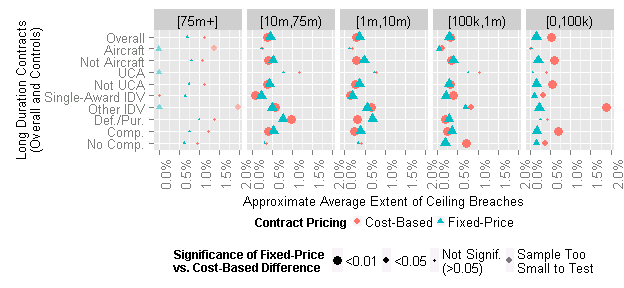 [75m+] [10m,75m) [1m,10m) [100k,1m) [0,100k)
Long Duration Contracts
(Overall and Controls)
Overall
Aircraft
Not Aircraft
UCA
Not UCA
Single-Award IDV
Other IDV
Def./Pur.
Comp.
No Comp.
0.0% 0.5% 1.0% 1.5% 2.0% 0.0% 0.5% 1.0% 1.5% 2.0% 0.0% 0.5% 1.0% 1.5% 2.0% 0.0% 0.5% 1.0% 1.5% 2.0% 0.0% 0.5% 1.0% 1.5% 2.0%
Approximate Average Extent of Ceiling Breaches
Contract Pricing Cost-Based Fixed-Price
Significance of Fixed-Price
vs. Cost-Based Difference
<0.01 <0.05 Not Signif.
(>0.05)
Sample Too
Small to Test